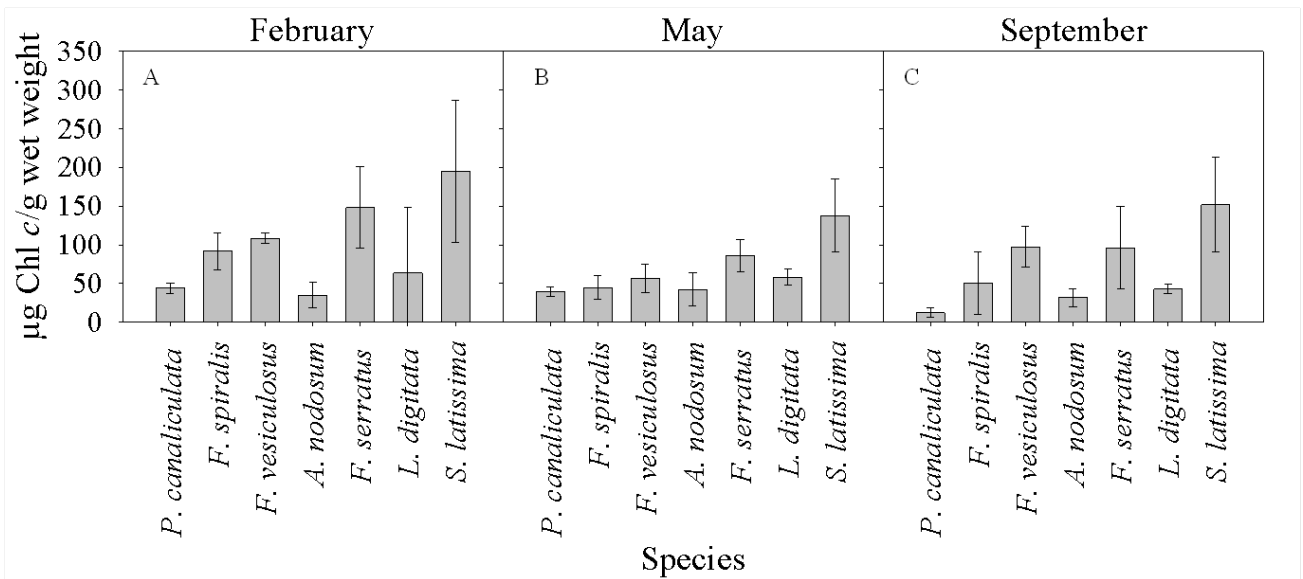 February
May
September
µg Chl c/g wet weight
350
300
250
200
150
100
50
0
A
B
C
P. canaliculata
F. spiralis
F. vesiculosus
A. nodosum
F. serratus
L. digitata
S. latissima
P. canaliculata
F. spiralis
F. vesiculosus
A. nodosum
F. serratus
L. digitata
S. latissima
P. canaliculata
F. spiralis
F. vesiculosus
A. nodosum
F. serratus
L. digitata
S. latissima
Species